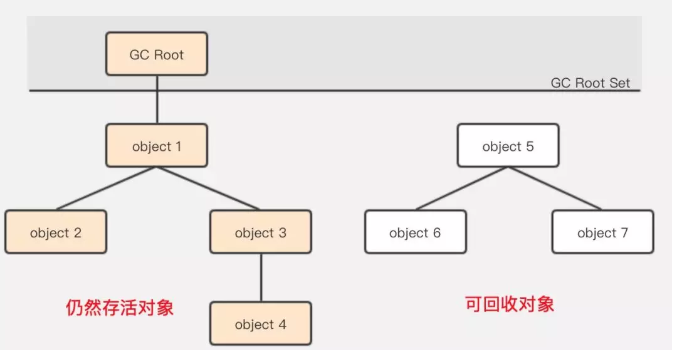 GC Root
GC Root Set
object 1
object 5
object 2
object 3
object 6
object 7
仍然存活对象
可回收对象
object 4